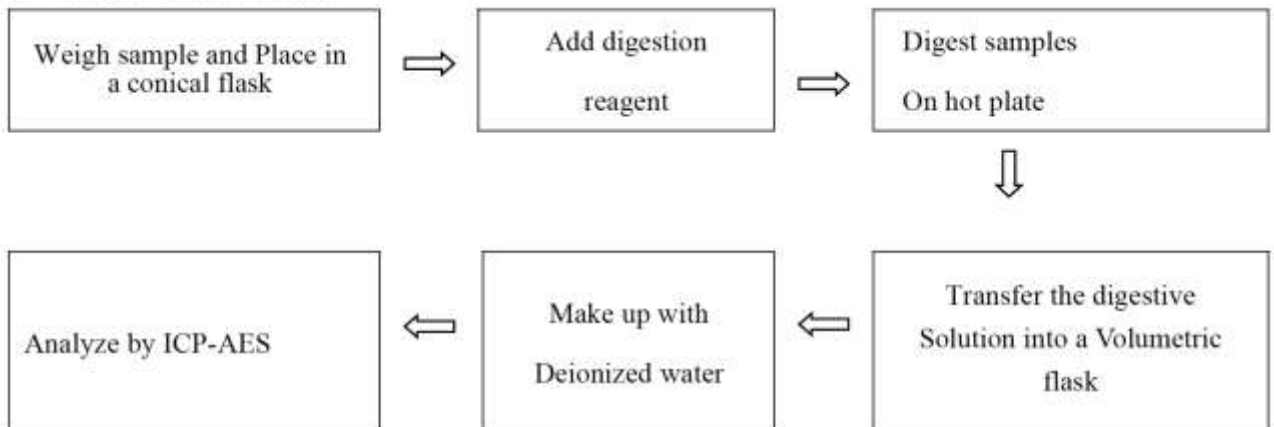 Weigh sample and Place in
a conical flask
Add digestion
reagent
Digest samples
On hot plate
Transfer the digestive
Solution into a Volumetric
flask
Make up with
Deionized water
Analyze by ICP-AES